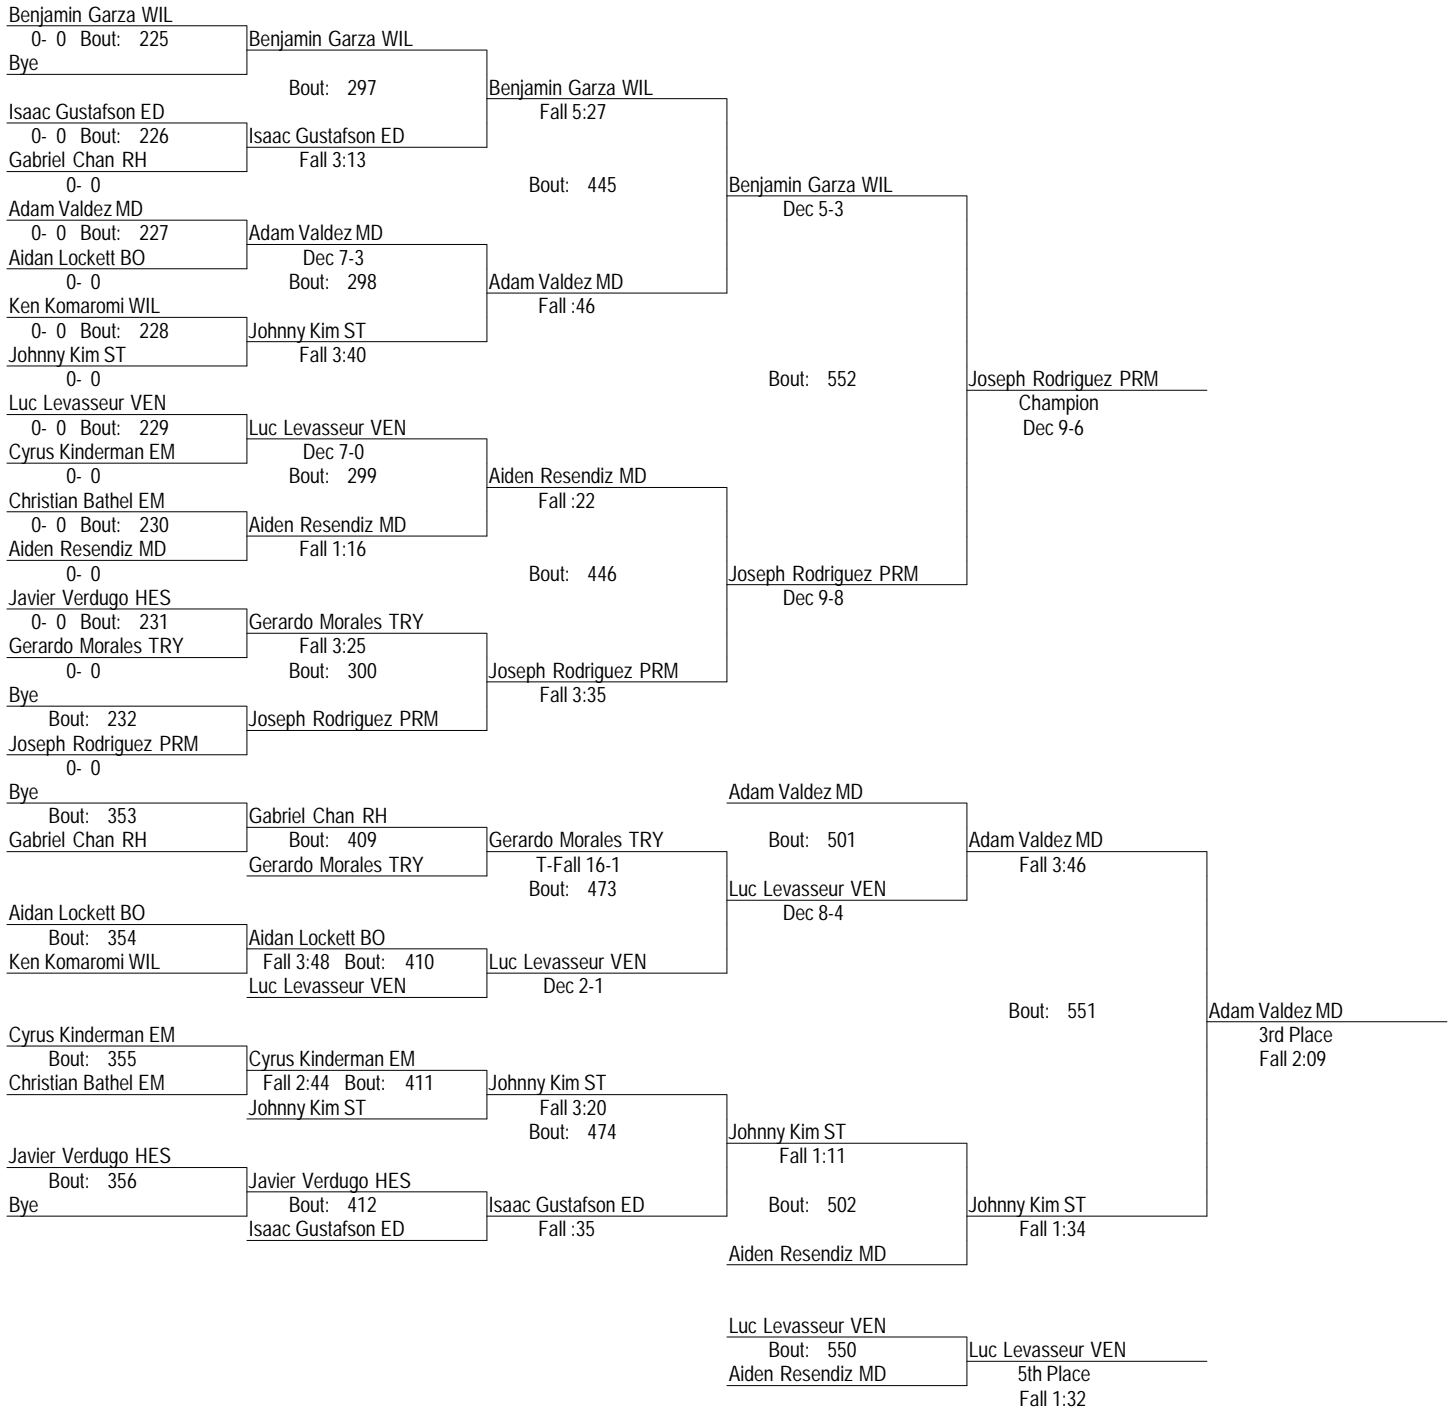 Benjamin Garza WIL
0- 0 Bout: 225
Benjamin Garza WIL
Bye
Bout: 297
Benjamin Garza WIL
Isaac Gustafson ED
Fall 5:27
0- 0 Bout: 226
Isaac Gustafson ED
Gabriel Chan RH
Fall 3:13
0- 0
Bout: 445
Benjamin Garza WIL
Adam Valdez MD
Dec 5-3
0- 0 Bout: 227
Adam Valdez MD
Aidan Lockett BO
Dec 7-3
0- 0
Bout: 298
Adam Valdez MD
Ken Komaromi WIL
Fall :46
0- 0 Bout: 228
Johnny Kim ST
Johnny Kim ST
Fall 3:40
0- 0
Bout: 552
Joseph Rodriguez PRM
Luc Levasseur VEN
Champion
0- 0 Bout: 229
Luc Levasseur VEN
Dec 9-6
Cyrus Kinderman EM
Dec 7-0
0- 0
Bout: 299
Aiden Resendiz MD
Christian Bathel EM
Fall :22
0- 0 Bout: 230
Aiden Resendiz MD
Aiden Resendiz MD
Fall 1:16
0- 0
Bout: 446
Joseph Rodriguez PRM
Javier Verdugo HES
Dec 9-8
0- 0 Bout: 231
Gerardo Morales TRY
Gerardo Morales TRY
Fall 3:25
0- 0
Bout: 300
Joseph Rodriguez PRM
Bye
Fall 3:35
Bout: 232
Joseph Rodriguez PRM
Joseph Rodriguez PRM
0- 0
Bye
Adam Valdez MD
Bout: 353
Gabriel Chan RH
Gabriel Chan RH
Bout: 409
Gerardo Morales TRY
Bout: 501
Adam Valdez MD
Gerardo Morales TRY
T-Fall 16-1
Fall 3:46
Bout: 473
Luc Levasseur VEN
Aidan Lockett BO
Dec 8-4
Bout: 354
Aidan Lockett BO
Ken Komaromi WIL
Fall 3:48 Bout: 410
Luc Levasseur VEN
Luc Levasseur VEN
Dec 2-1
Bout: 551
Adam Valdez MD
Cyrus Kinderman EM
3rd Place
Bout: 355
Cyrus Kinderman EM
Fall 2:09
Christian Bathel EM
Fall 2:44 Bout: 411
Johnny Kim ST
Johnny Kim ST
Fall 3:20
Bout: 474
Johnny Kim ST
Javier Verdugo HES
Fall 1:11
Bout: 356
Javier Verdugo HES
Bye
Bout: 412
Isaac Gustafson ED
Bout: 502
Johnny Kim ST
Isaac Gustafson ED
Fall :35
Fall 1:34
Aiden Resendiz MD
Luc Levasseur VEN
Bout: 550
Luc Levasseur VEN
Aiden Resendiz MD
5th Place
Fall 1:32